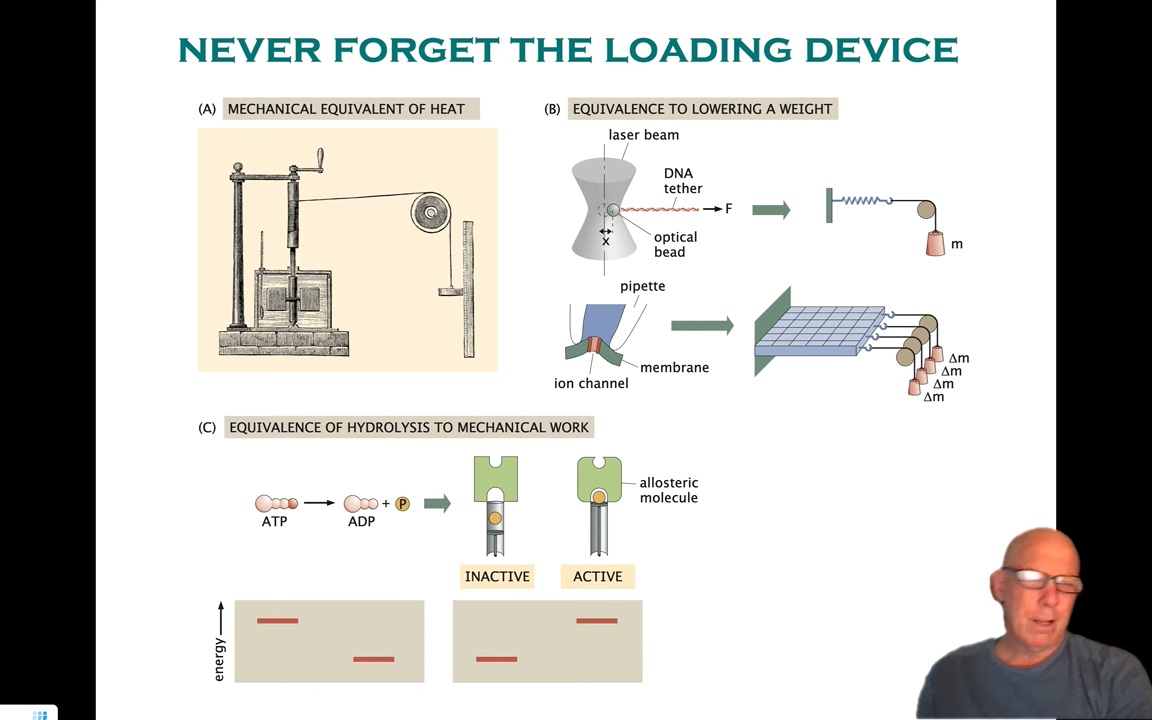 NEVER FORGET THE LOADING DEVICE
(A) MECHANICAL EQUIVALENT OF HEAT
(B) EQUIVALENCE TO LOWERING A WEIGHT
laser beam
DNA
tether
F
x
optical
bead
m
pipette
membrane
ion channel
Δm
Δm
Δm
Δm
(C) EQUIVALENCE OF HYDROLYSIS TO MECHANICAL WORK
ATP
ADP
+
P
allosteric
molecule
INACTIVE
ACTIVE
energy